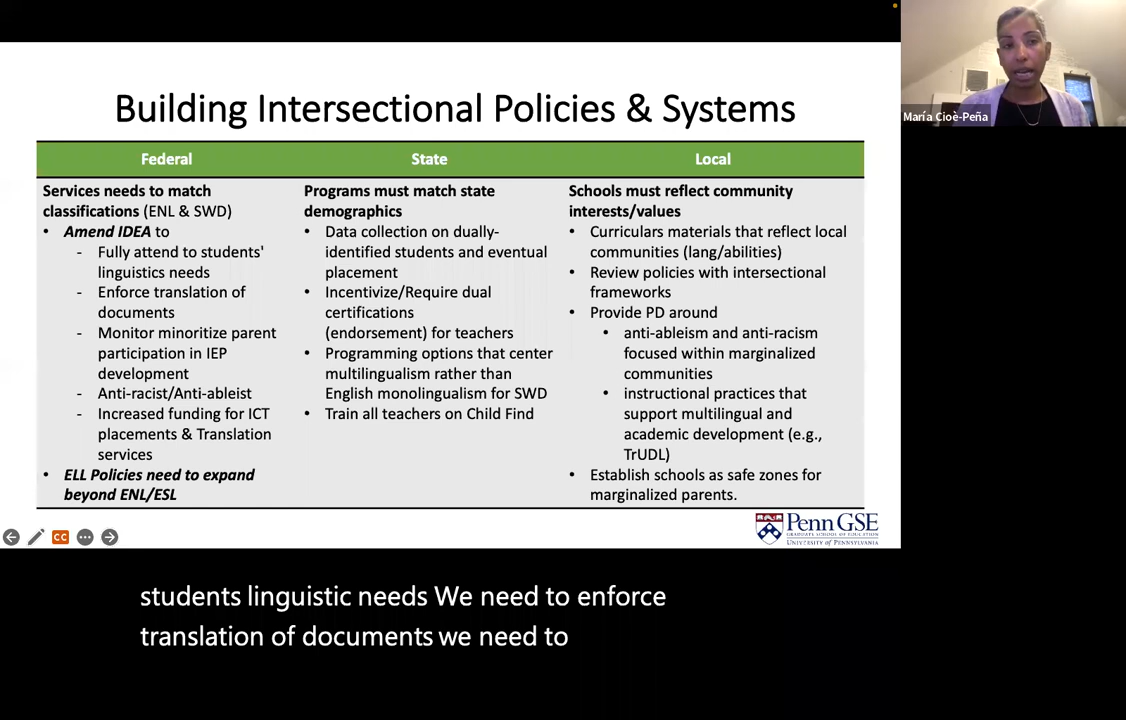 Building Intersectional Policies & Systems
María Cioè-Peña
Federal
State
Local
Services needs to match
classifications (ENL & SWD)
• Amend IDEA to
- Fully attend to students'
linguistics needs
- Enforce translation of
documents
- Monitor minoritize parent
participation in IEP
development
- Anti-racist/Anti-ableist
- Increased funding for ICT
placements & Translation
services
• ELL Policies need to expand
beyond ENL/ESL
Programs must match state
demographics
• Data collection on dually-
identified students and eventual
placement
• Incentivize/Require dual
certifications
(endorsement) for teachers
• Programming options that center
multilingualism rather than
English monolingualism for SWD
• Train all teachers on Child Find
Schools must reflect community
interests/values
• Curriculars materials that reflect local
communities (lang/abilities)
• Review policies with intersectional
frameworks
• Provide PD around
• anti-ableism and anti-racism
focused within marginalized
communities
• instructional practices that
support multilingual and
academic development (e.g.,
TrUDL)
• Establish schools as safe zones for
marginalized parents.
CC
Penn GSE
GRADUATE SCHOOL OF EDUCATION
UNIVERSITY of PENNSYLVANIA
students linguistic needs We need to enforce
translation of documents we need to